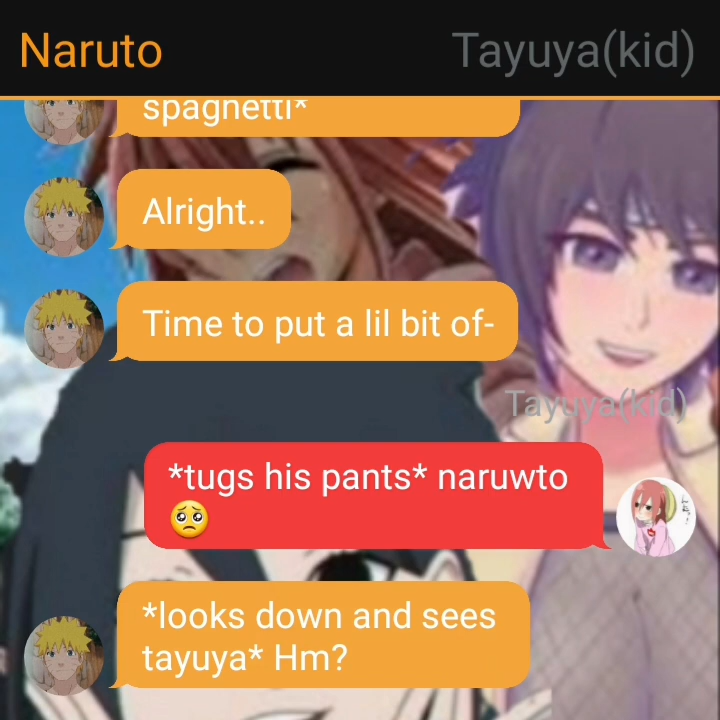 Naruto Tayuya(kid)
spaghetti*
Alright..
Time to put a lil bit of-
Tayuya(kid)
*tugs his pants* naruwto
🥺
*looks down and sees
tayuya* Hm?